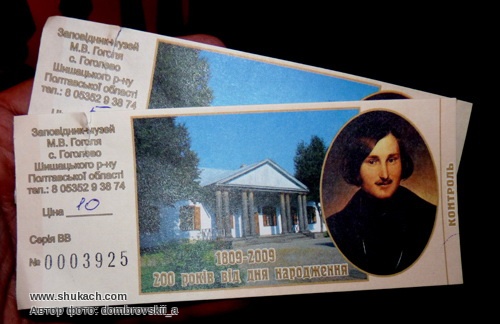 Заповідник-музей
М.В. Гоголя
с. Гоголево
Шишацького р-ну
Полтавської області
тел.: 8 05352 9 38 74
Ціна
Заповідник-музей
М.В. Гоголя
с. Гоголево
Шишацького р-ну
Полтавської області
тел.: 8 05352 9 38 74
Ціна 10
Серія ВВ
№ 0003925
1809-2009
200 років від дня народження
КОНТРОЛЬ
www.shukach.com
Автор фото: dombrovskii_a